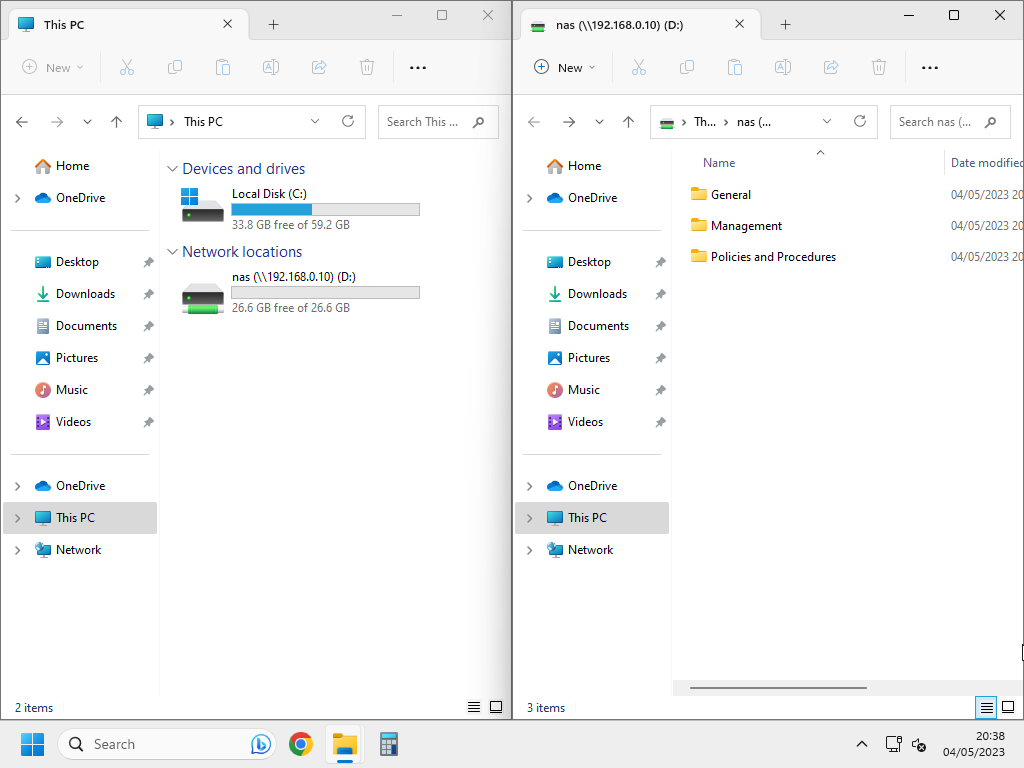 This PC
New
This PC
Search This ...
Home
OneDrive
Desktop
Downloads
Documents
Pictures
Music
Videos
OneDrive
This PC
Network
Devices and drives
Local Disk (C:)
33.8 GB free of 59.2 GB
Network locations
nas (\\192.168.0.10) (D:)
26.6 GB free of 26.6 GB
2 items
nas (\\192.168.0.10) (D:)
New
Th... nas (...
Search nas (...
Home
OneDrive
Desktop
Downloads
Documents
Pictures
Music
Videos
OneDrive
This PC
Network
Name Date modified
General 04/05/2023 20
Management 04/05/2023 20
Policies and Procedures 04/05/2023 20
3 items
Search
20:38
04/05/2023